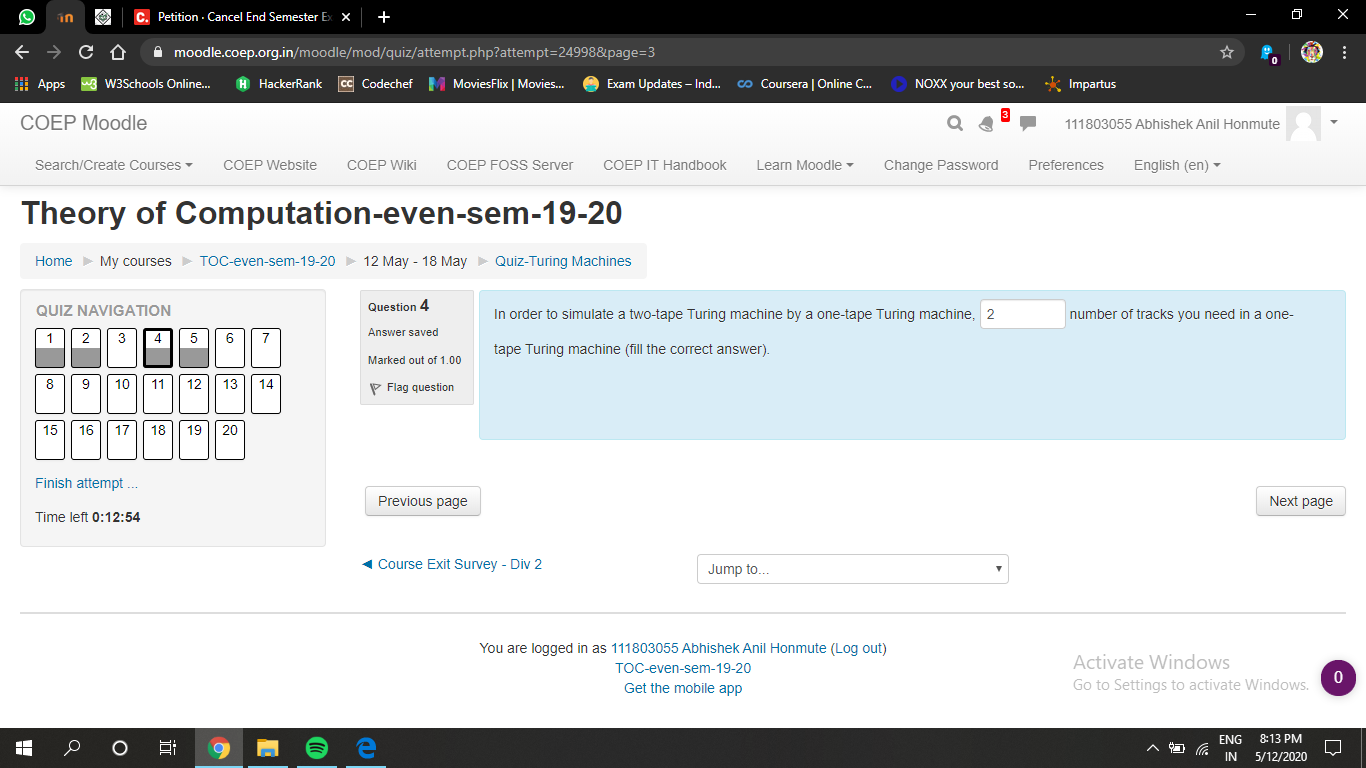 Petition · Cancel End Semester Ex
moodle.coep.org.in/moodle/mod/quiz/attempt.php?attempt=24998&page=3
0
Apps W3Schools Online... HackerRank Codechef MoviesFlix | Movies... Exam Updates – Ind... Coursera | Online C... NOXX your best so... Impartus
COEP Moodle 3 111803055 Abhishek Anil Honmute
Search/Create Courses COEP Website COEP Wiki COEP FOSS Server COEP IT Handbook Learn Moodle Change Password Preferences English (en)
Theory of Computation-even-sem-19-20
Home My courses TOC-even-sem-19-20 12 May - 18 May Quiz-Turing Machines
QUIZ NAVIGATION
1 2 3 4 5 6 7
8 9 10 11 12 13 14
15 16 17 18 19 20
Finish attempt ...
Time left 0:12:54
Question 4
Answer saved
Marked out of 1.00
Flag question
In order to simulate a two-tape Turing machine by a one-tape Turing machine, 2 number of tracks you need in a one-
tape Turing machine (fill the correct answer).
Previous page Next page
◄ Course Exit Survey - Div 2 Jump to...
You are logged in as 111803055 Abhishek Anil Honmute (Log out)
TOC-even-sem-19-20
Get the mobile app
Activate Windows
Go to Settings to activate Windows.
0
ENG 8:13 PM
IN 5/12/2020